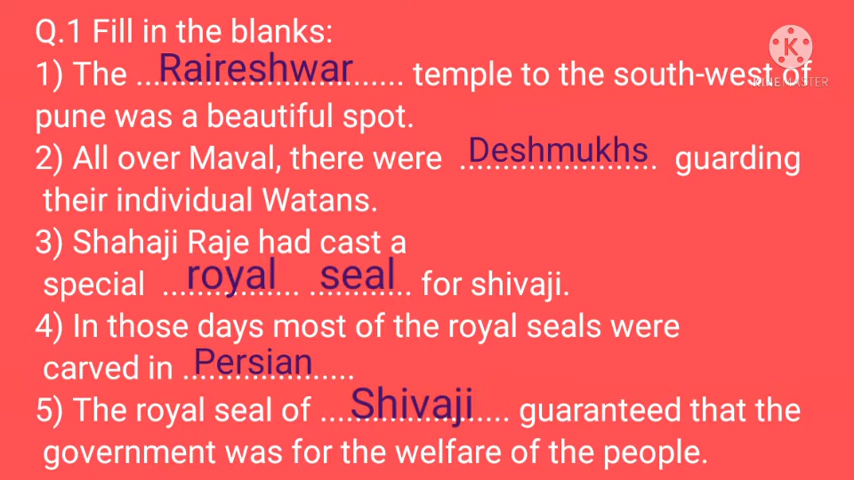 Q.1 Fill in the blanks:
1) The ...Raireshwar...... temple to the south-west of
pune was a beautiful spot.
2) All over Maval, there were ..Deshmukhs. guarding
their individual Watans.
3) Shahaji Raje had cast a
special ...royal... ...seal... for shivaji.
4) In those days most of the royal seals were
carved in ..Persian.....
5) The royal seal of ...Shivaji..... guaranteed that the
government was for the welfare of the people.
K
KINEMASTER